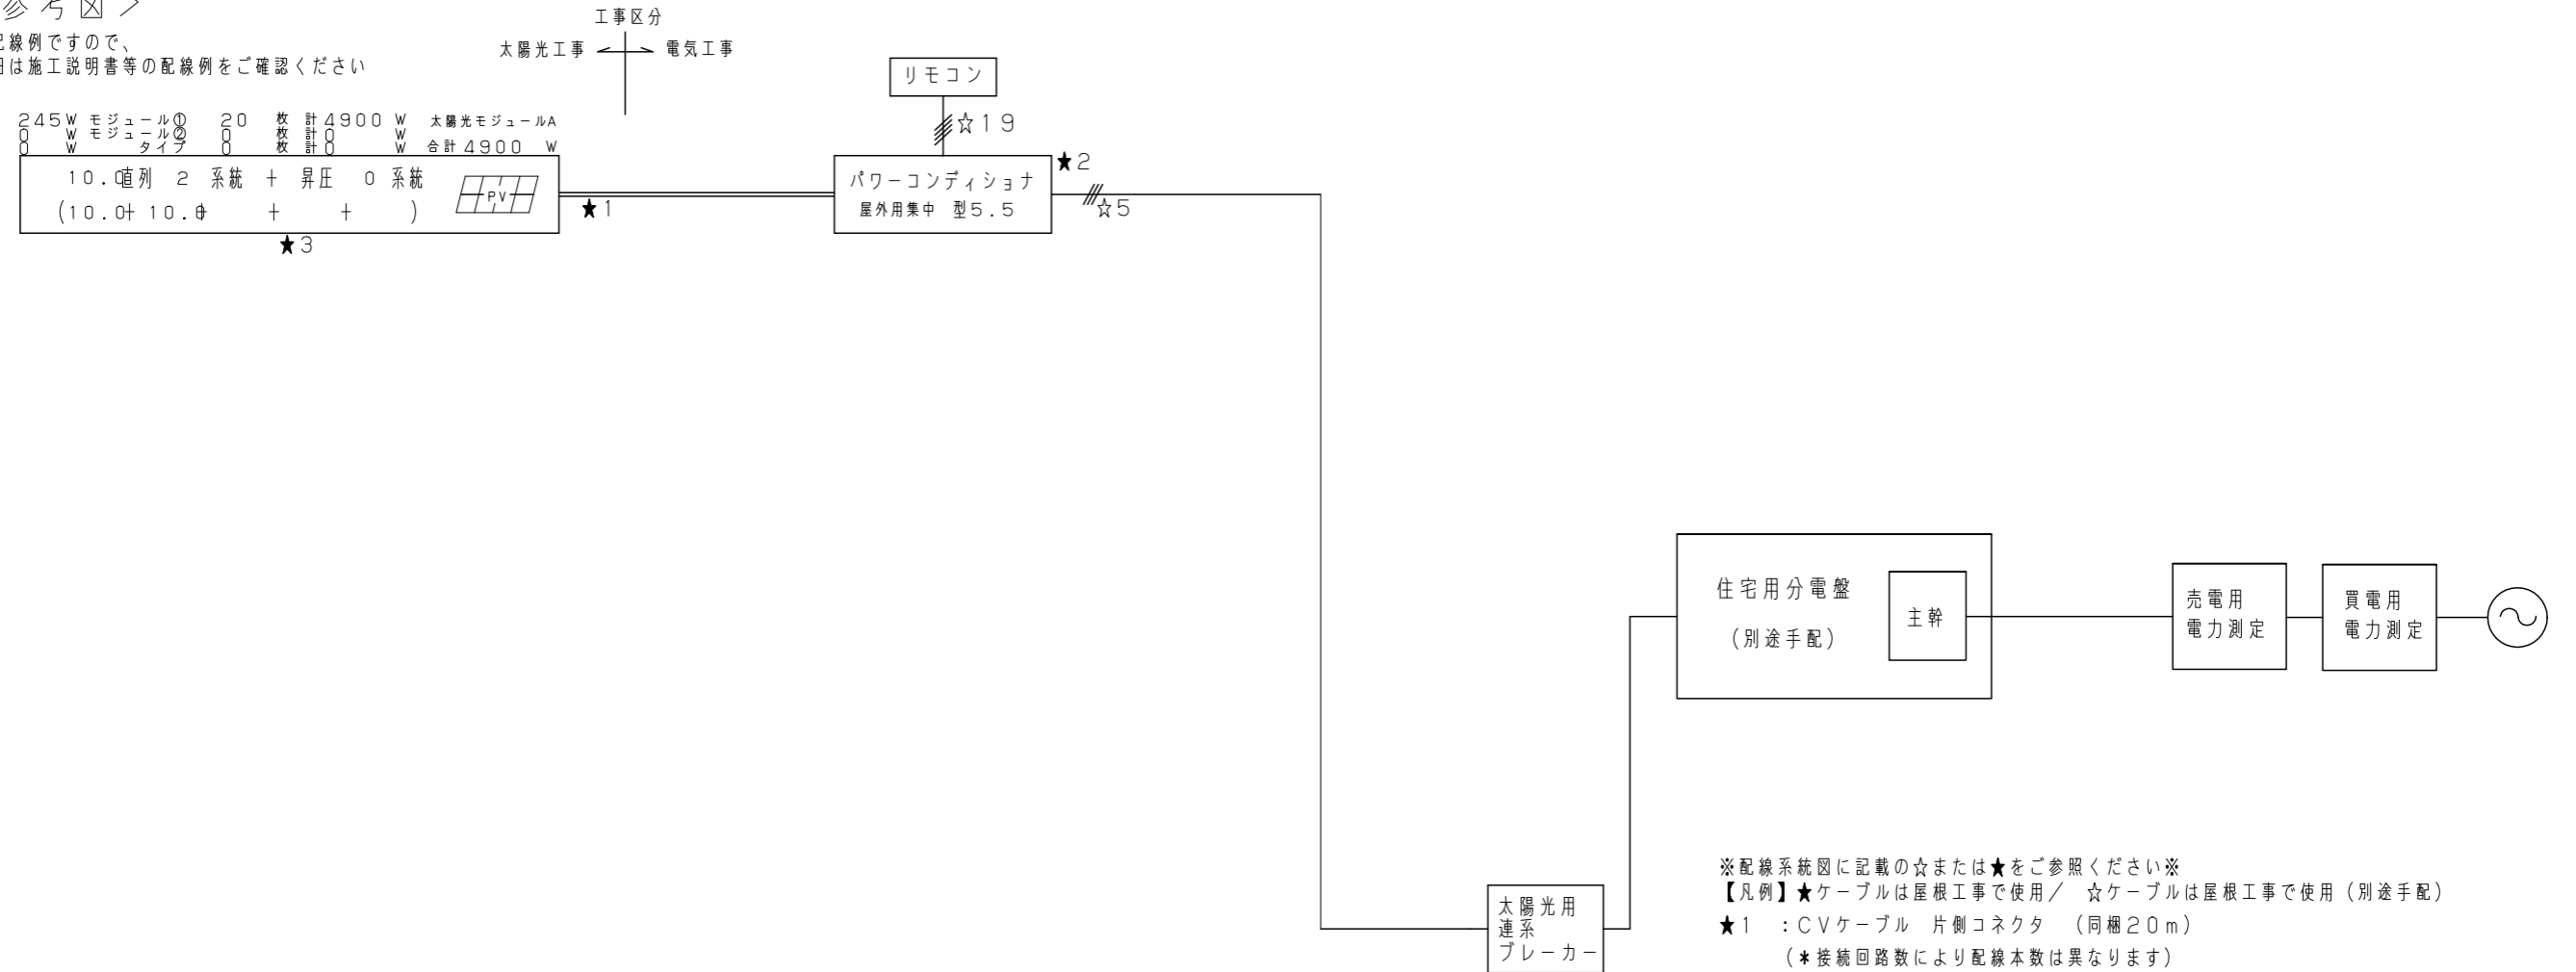 参考図＞
配線例ですので、
細は施工説明書等の配線例をご確認ください
工事区分
太陽光工事 電気工事
リモコン
☆19
245W モジュール① 20 枚 計4900 W 太陽光モジュールA
0 W モジュール② 0 枚 計0 W
0 W タイプ 0 枚 計0 W 合計4900 W
10.0直列 2 系統 + 昇圧 0 系統
(10.0+ 10.0+ + + )
PV
★1
★3
パワーコンディショナ
屋外用集中 型5.5
★2
☆5
住宅用分電盤
(別途手配)
主幹
売電用
電力測定
買電用
電力測定
太陽光用
連系
ブレーカー
※配線系統図に記載の☆または★をご参照ください※
【凡例】★ケーブルは屋根工事で使用／ ☆ケーブルは屋根工事で使用（別途手配）
★1 ：CVケーブル 片側コネクタ （同梱20m）
（＊接続回路数により配線本数は異なります）